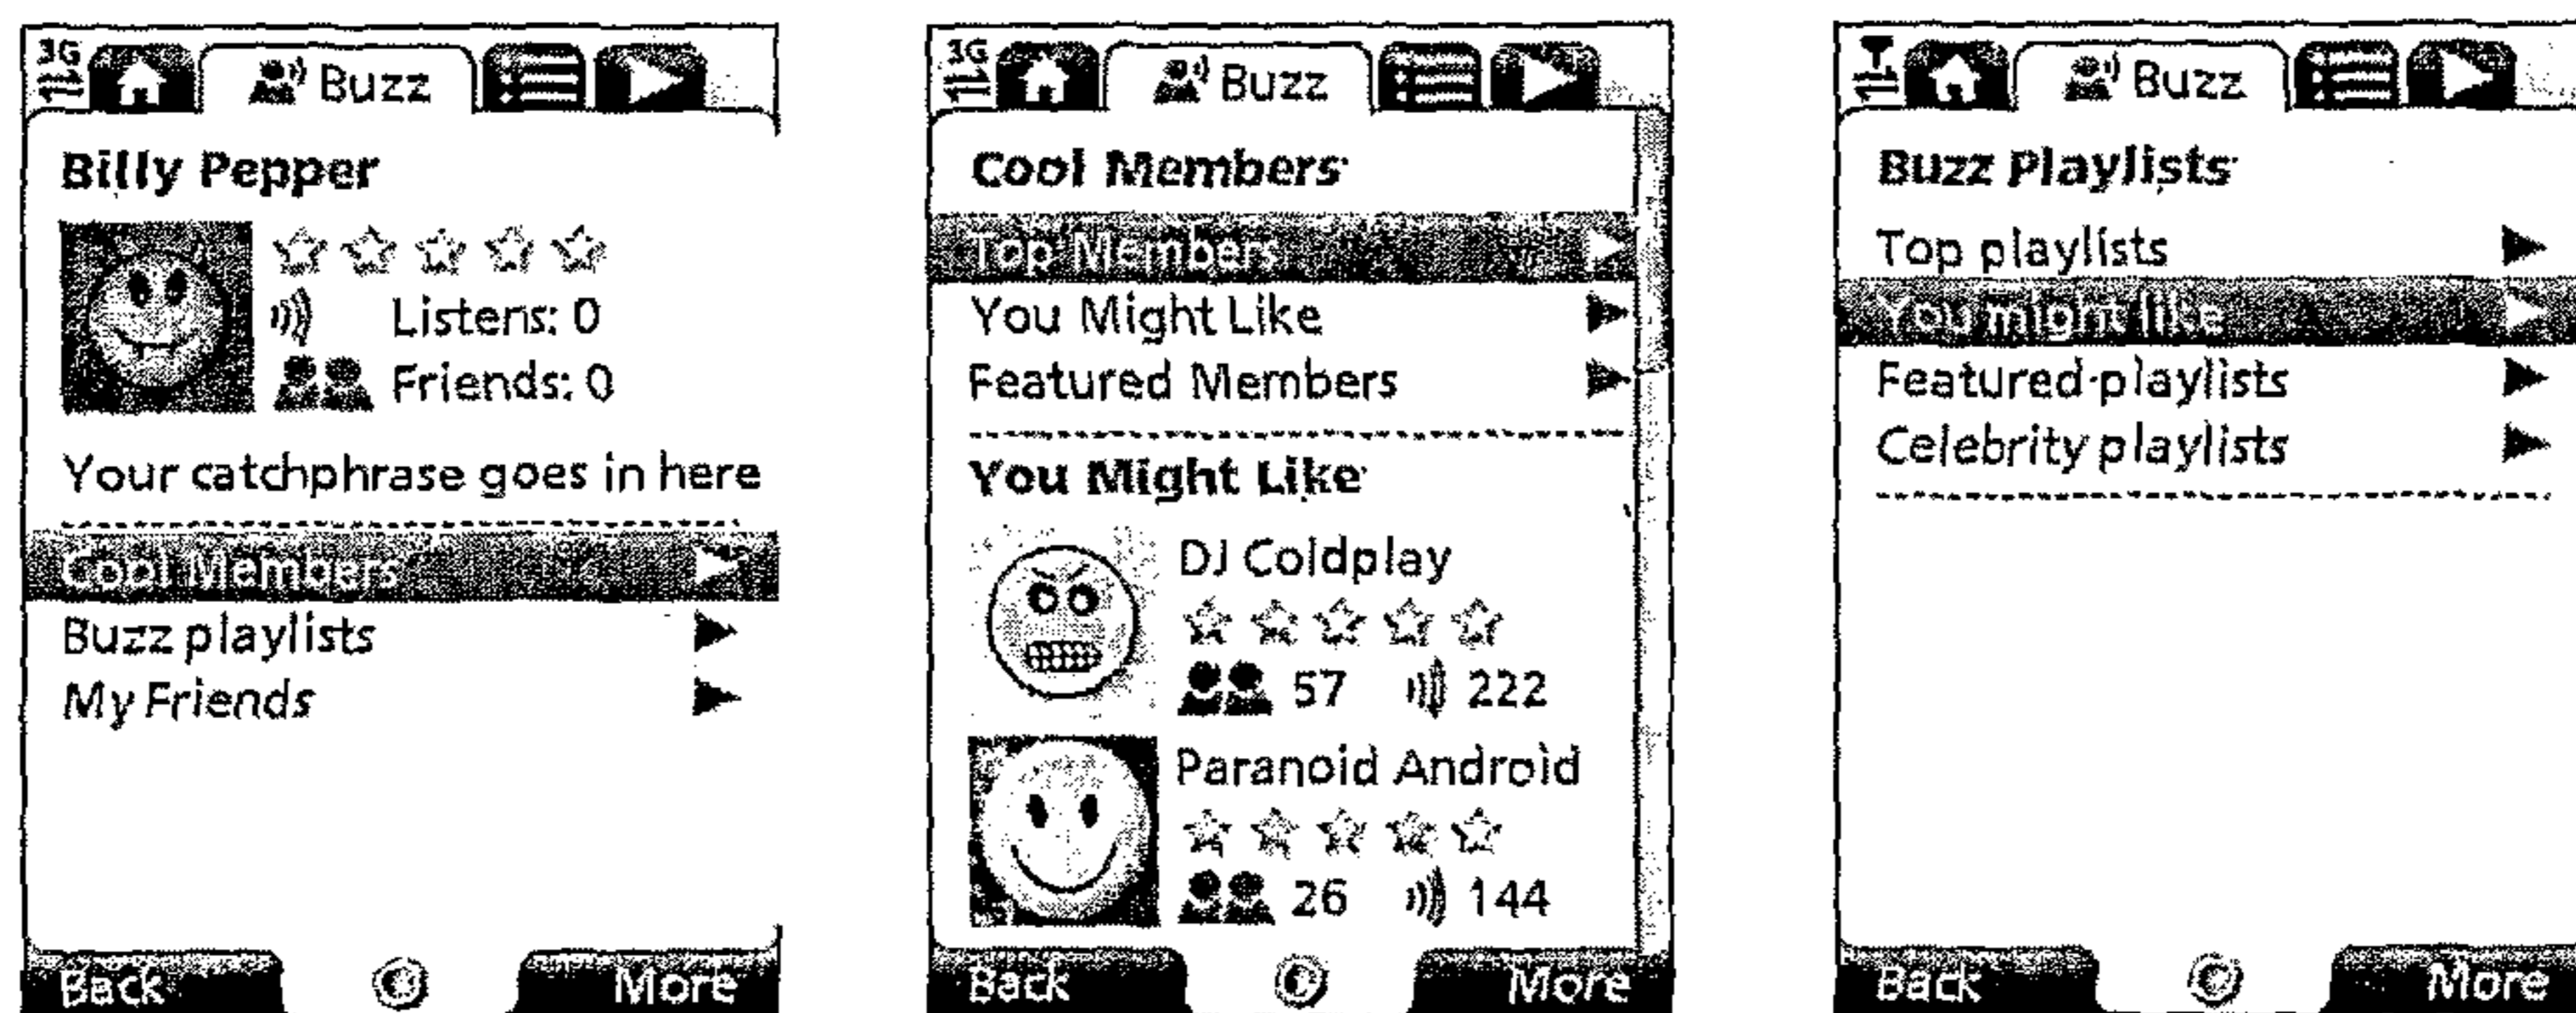 3G
Buzz
Billy Pepper
Listens: 0
Friends: 0
Your catchphrase goes in here
Cool Members
Buzz playlists
My Friends
Back
More
3G
Buzz
Cool Members
Top Members
You Might Like
Featured Members
You Might Like
DJ Coldplay
57 222
Paranoid Android
26 144
Back
More
Buzz
Buzz Playlists
Top playlists
You might like
Featured playlists
Celebrity playlists
Back
More